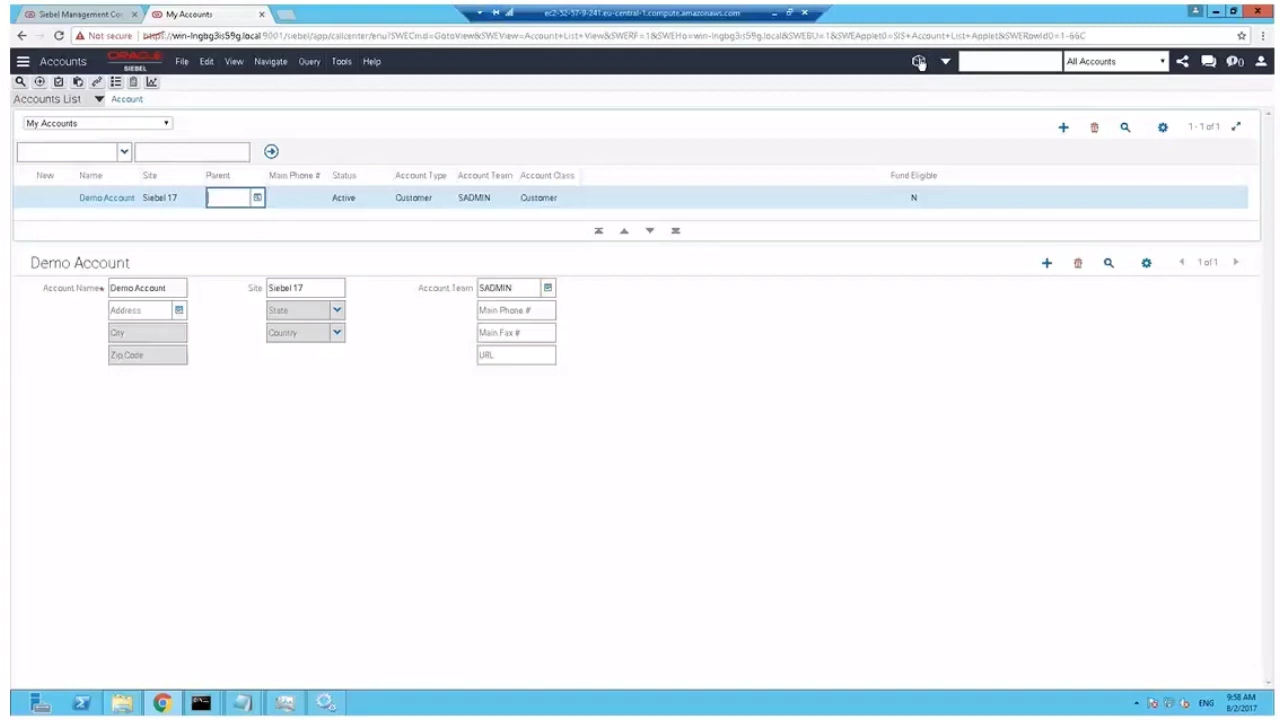 Siebel Management Co
My Accounts
ec2-52-57-9-241.eu-central-1.compute.amazonaws.com
Not secure
Accounts
ORACLE
SIEBEL
File Edit View Navigate Query Tools Help
All Accounts
0
Accounts List
Account
My Accounts
1 - 1 of 1
New Name Site Parent Main Phone # Status Account Type Account Team Account Class Fund Eligible
Demo Account Siebel 17 Active Customer SADMIN Customer N
Demo Account
1 of 1
Account Name* Demo Account Site Siebel 17 Account Team SADMIN
Address State Main Phone #
City Country Main Fax #
Zip Code URL
ENG
9:58 AM
8/2/2017